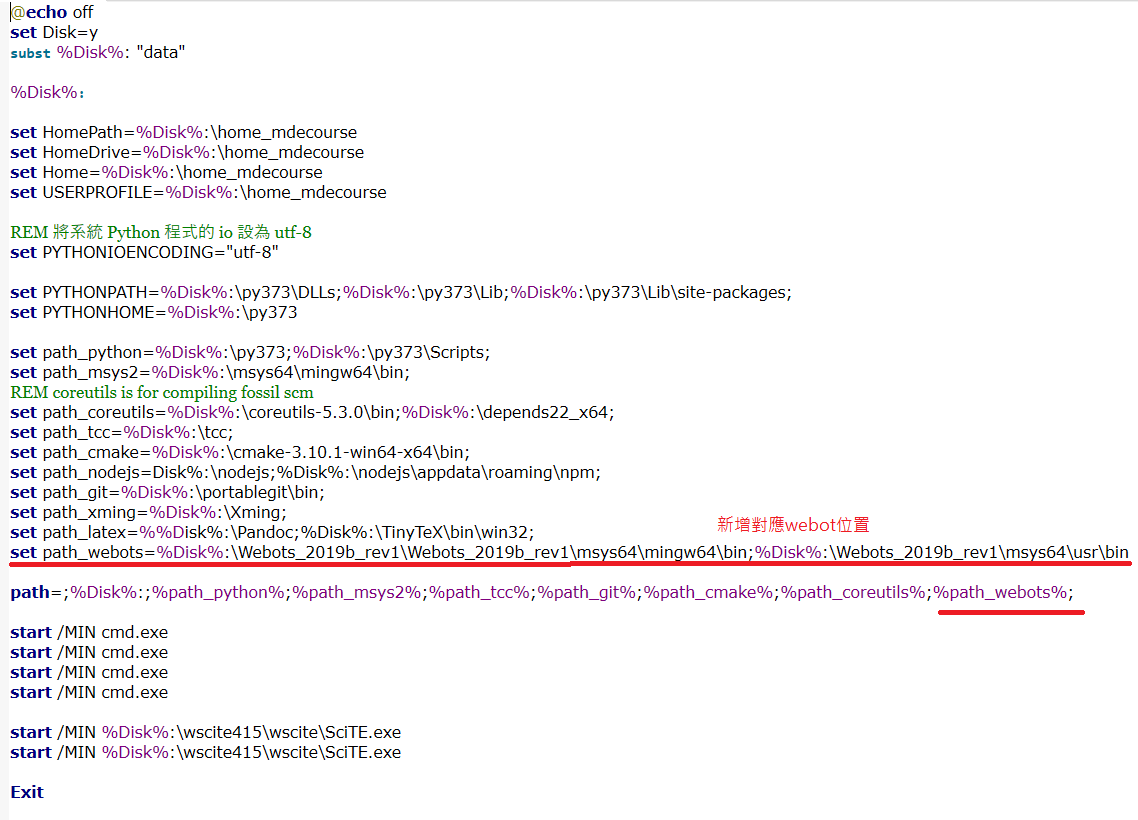 @echo off
set Disk=y
subst %Disk%: "data"
%Disk%:
set HomePath=%Disk%:\home_mdecourse
set HomeDrive=%Disk%:\home_mdecourse
set Home=%Disk%:\home_mdecourse
set USERPROFILE=%Disk%:\home_mdecourse
REM 將系統 Python 程式的 io 設為 utf-8
set PYTHONIOENCODING="utf-8"
set PYTHONPATH=%Disk%:\py373\DLLs;%Disk%:\py373\Lib;%Disk%:\py373\Lib\site-packages;
set PYTHONHOME=%Disk%:\py373
set path_python=%Disk%:\py373;%Disk%:\py373\Scripts;
set path_msys2=%Disk%:\msys64\mingw64\bin;
REM coreutils is for compiling fossil scm
set path_coreutils=%Disk%:\coreutils-5.3.0\bin;%Disk%:\depends22_x64;
set path_tcc=%Disk%:\tcc;
set path_cmake=%Disk%:\cmake-3.10.1-win64-x64\bin;
set path_nodejs=Disk%:\nodejs;%Disk%:\nodejs\appdata\roaming\npm;
set path_git=%Disk%:\portablegit\bin;
set path_xming=%Disk%:\Xming;
新增對應webot位置
set path_latex=%%Disk%:\Pandoc;%Disk%:\TinyTeX\bin\win32;
set path_webots=%Disk%:\Webots_2019b_rev1\Webots_2019b_rev1\msys64\mingw64\bin;%Disk%:\Webots_2019b_rev1\msys64\usr\bin
path=;%Disk%:;%path_python%;%path_msys2%;%path_tcc%;%path_git%;%path_cmake%;%path_coreutils%;%path_webots%;
start /MIN cmd.exe
start /MIN cmd.exe
start /MIN cmd.exe
start /MIN cmd.exe
start /MIN %Disk%:\wscite415\wscite\SciTE.exe
start /MIN %Disk%:\wscite415\wscite\SciTE.exe
Exit